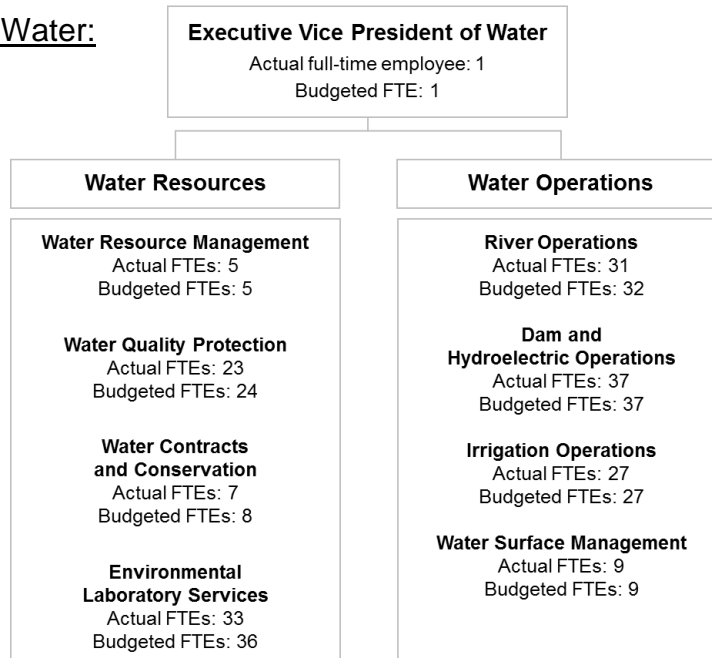 Water:
Executive Vice President of Water
Actual full-time employee: 1
Budgeted FTE: 1
Water Resources
Water Resource Management
Actual FTEs: 5
Budgeted FTEs: 5
Water Quality Protection
Actual FTEs: 23
Budgeted FTEs: 24
Water Contracts
and Conservation
Actual FTEs: 7
Budgeted FTEs: 8
Environmental
Laboratory Services
Actual FTEs: 33
Budgeted FTEs: 36
Water Operations
River Operations
Actual FTEs: 31
Budgeted FTEs: 32
Dam and
Hydroelectric Operations
Actual FTEs: 37
Budgeted FTEs: 37
Irrigation Operations
Actual FTEs: 27
Budgeted FTEs: 27
Water Surface Management
Actual FTEs: 9
Budgeted FTEs: 9